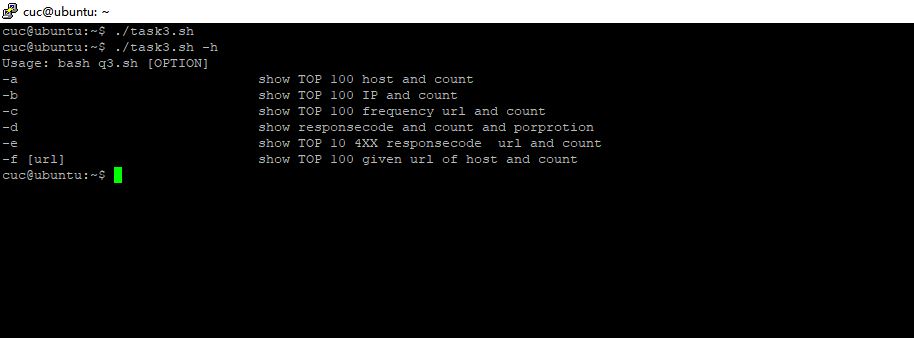 cuc@ubuntu: ~
cuc@ubuntu:~$ ./task3.sh
cuc@ubuntu:~$ ./task3.sh -h
Usage: bash q3.sh [OPTION]
-a                              show TOP 100 host and count
-b                              show TOP 100 IP and count
-c                              show TOP 100 frequency url and count
-d                              show responsecode and count and porprotion
-e                              show TOP 10 4XX responsecode  url and count
-f [url]                        show TOP 100 given url of host and count
cuc@ubuntu:~$